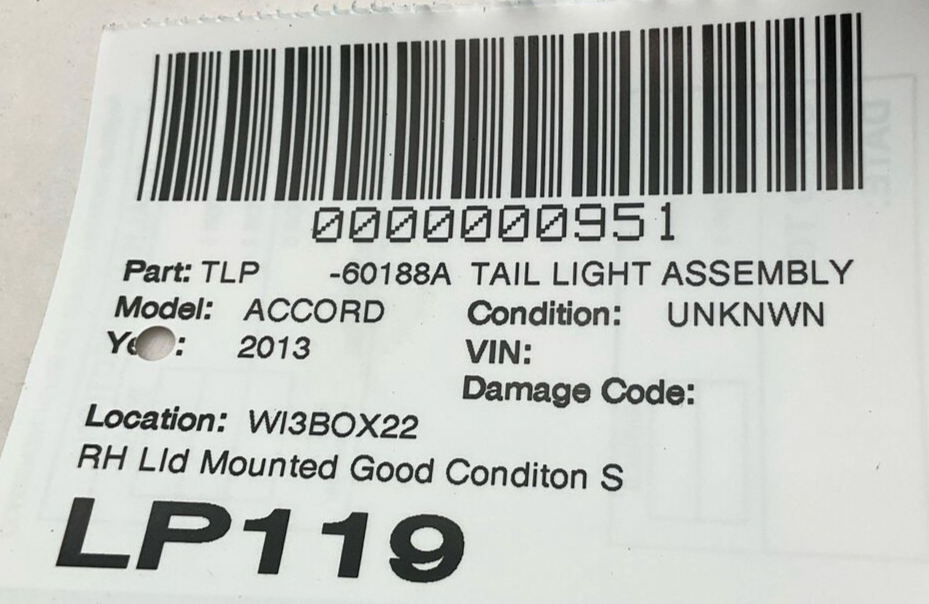 0000000951
Part: TLP -60188A TAIL LIGHT ASSEMBLY
Model: ACCORD Condition: UNKNWN
: 2013 VIN:
Damage Code:
Location: WI3BOX22
RH Lld Mounted Good Conditon S
LP119